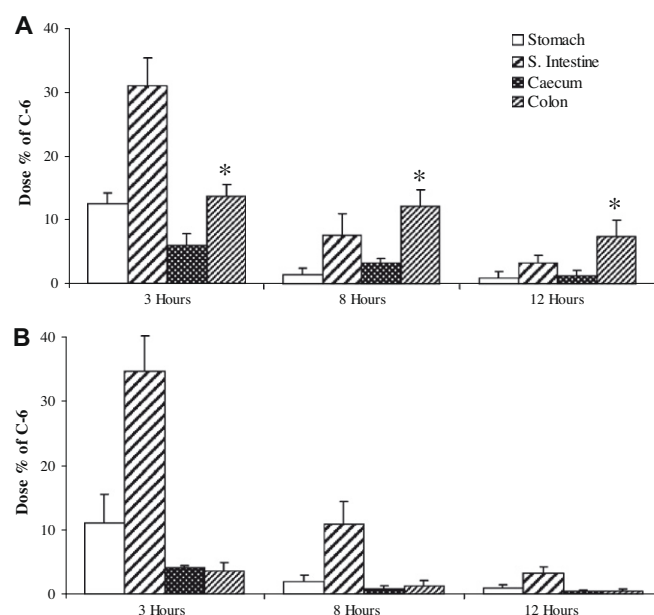 A
40
30
20
10
0
Dose % of C-6
Stomach
S. Intestine
Caecum
Colon
*
*
*
3 Hours
8 Hours
12 Hours
B
40
30
20
10
0
Dose % of C-6
3 Hours
8 Hours
12 Hours